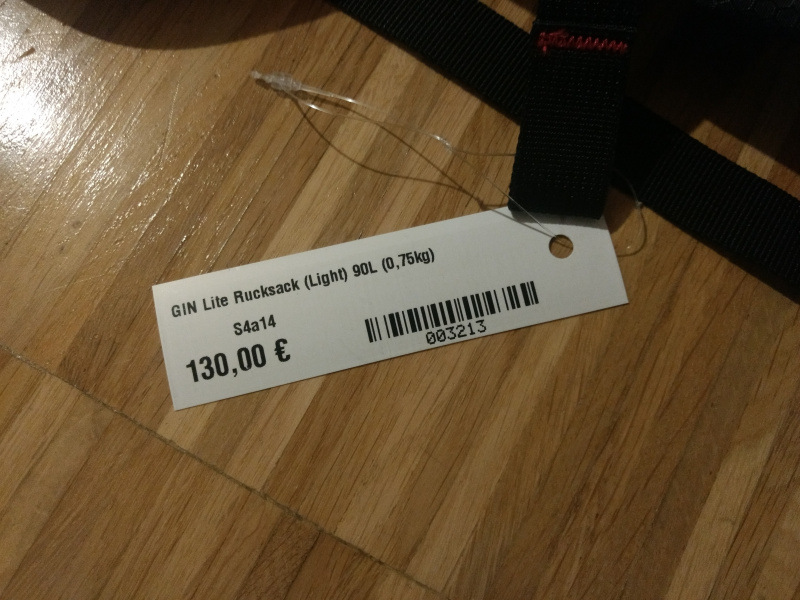 GIN Lite Rucksack (Light) 90L (0,75kg)
S4a14
130,00 €
003213